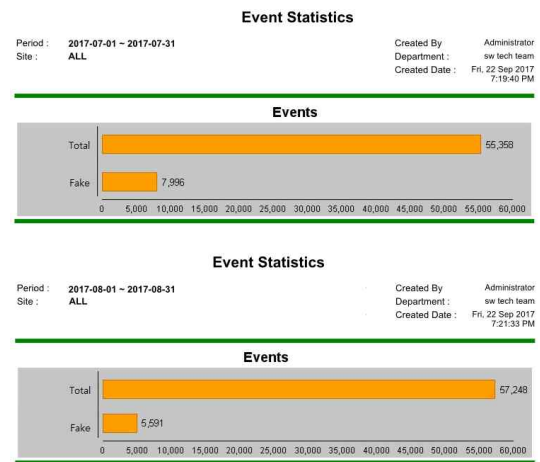 Event Statistics
Period : 2017-07-01 ~ 2017-07-31 Created By Administrator
Site : ALL Department : sw tech team
Created Date : Fri, 22 Sep 2017
7:19:40 PM
Events
Total 55,358
Fake 7,996
0 5,000 10,000 15,000 20,000 25,000 30,000 35,000 40,000 45,000 50,000 55,000 60,000
Event Statistics
Period : 2017-08-01 ~ 2017-08-31 Created By Administrator
Site : ALL Department : sw tech team
Created Date : Fri, 22 Sep 2017
7:21:33 PM
Events
Total 57,248
Fake 5,591
0 5,000 10,000 15,000 20,000 25,000 30,000 35,000 40,000 45,000 50,000 55,000 60,000